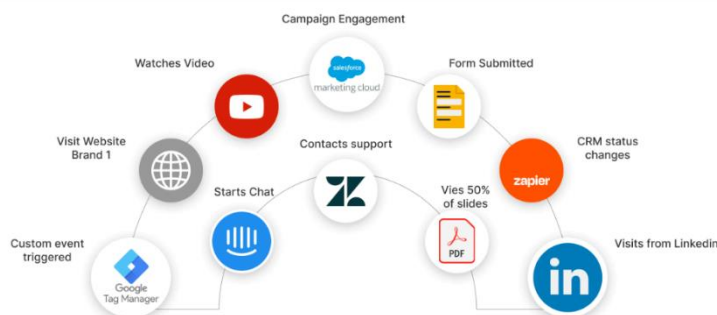 Campaign Engagement
salesforce
marketing cloud
Watches Video
Form Submitted
Visit Website
Brand 1
Contacts support
CRM status
changes
zapier
Starts Chat
Vies 50%
of slides
PDF
Custom event
triggered
Google
Tag Manager
Visits from Linkedin
in